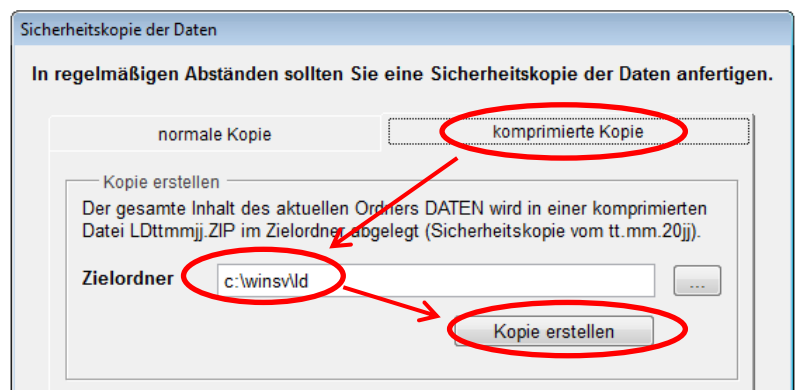 Sicherheitskopie der Daten
In regelmäßigen Abständen sollten Sie eine Sicherheitskopie der Daten anfertigen.
normale Kopie
komprimierte Kopie
Kopie erstellen
Der gesamte Inhalt des aktuellen Ordners DATEN wird in einer komprimierten
Datei LDttmmjj.ZIP im Zielordner abgelegt (Sicherheitskopie vom tt.mm.20jj).
Zielordner
c:\winsv\ld
...
Kopie erstellen